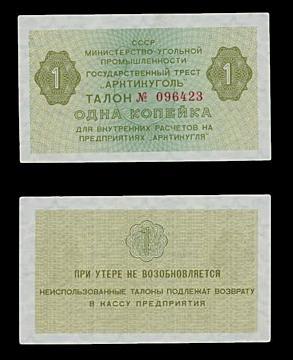 СССР
МИНИСТЕРСТВО УГОЛЬНОЙ
ПРОМЫШЛЕННОСТИ
ГОСУДАРСТВЕННЫЙ ТРЕСТ
1 „АРКТИКУГОЛЬ" 1
ТАЛОН № 096423
ОДНА КОПЕЙКА
ДЛЯ ВНУТРЕННИХ РАСЧЕТОВ НА
ПРЕДПРИЯТИЯХ „АРКТИКУГЛЯ"
1
ПРИ УТЕРЕ НЕ ВОЗОБНОВЛЯЕТСЯ
НЕИСПОЛЬЗОВАННЫЕ ТАЛОНЫ ПОДЛЕЖАТ ВОЗВРАТУ
В КАССУ ПРЕДПРИЯТИЯ